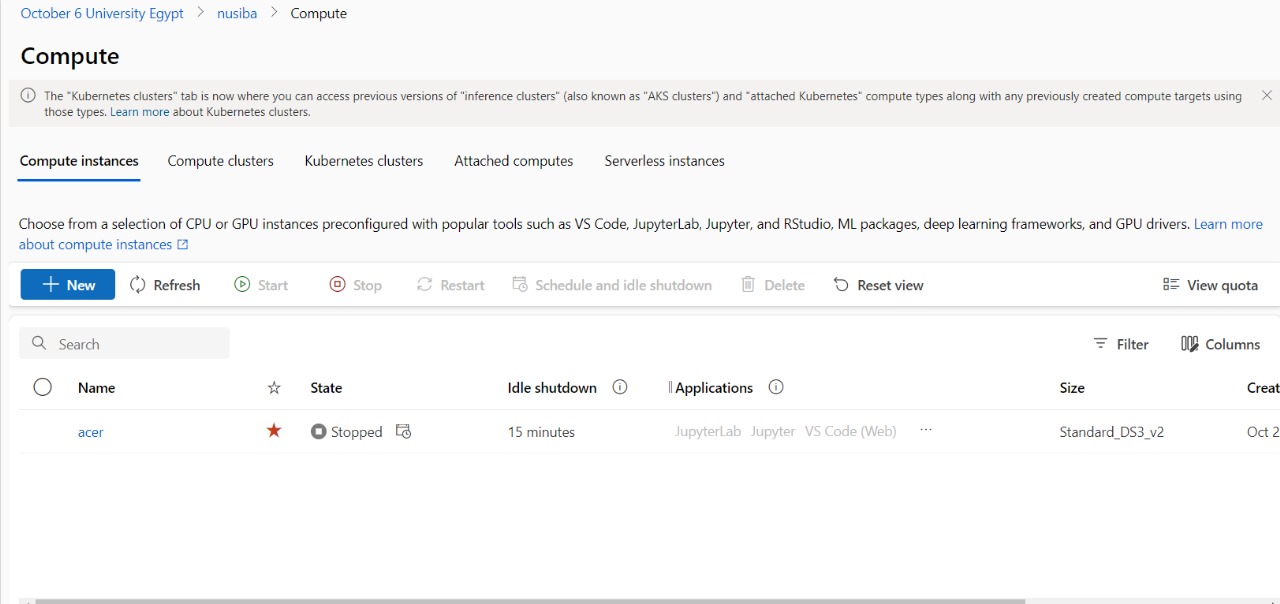 October 6 University Egypt > nusiba > Compute
Compute
The "Kubernetes clusters" tab is now where you can access previous versions of "inference clusters" (also known as "AKS clusters") and "attached Kubernetes" compute types along with any previously created compute targets using
those types. Learn more about Kubernetes clusters.
Compute instances Compute clusters Kubernetes clusters Attached computes Serverless instances
Choose from a selection of CPU or GPU instances preconfigured with popular tools such as VS Code, JupyterLab, Jupyter, and RStudio, ML packages, deep learning frameworks, and GPU drivers. Learn more
about compute instances
New Refresh Start Stop Restart Schedule and idle shutdown Delete Reset view View quota
Search Filter Columns
Name State Idle shutdown Applications Size Creat
acer Stopped 15 minutes JupyterLab Jupyter VS Code (Web) ... Standard_DS3_v2 Oct 2